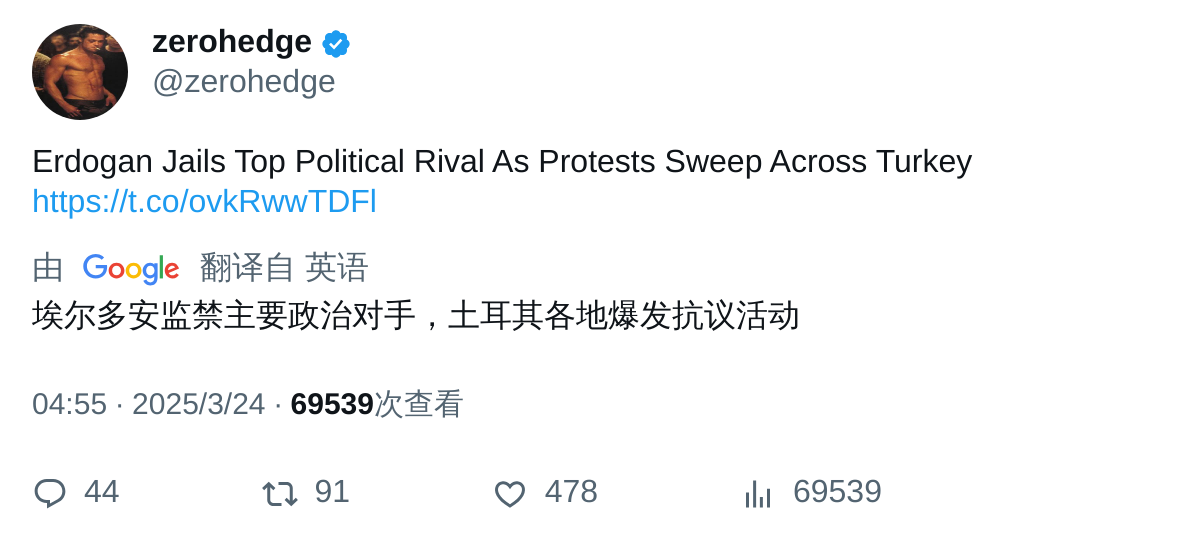 zerohedge
@zerohedge
Erdogan Jails Top Political Rival As Protests Sweep Across Turkey
https://t.co/ovkRwwTDFl
由 Google 翻译自 英语
埃尔多安监禁主要政治对手，土耳其各地爆发抗议活动
04:55 · 2025/3/24 · 69539次查看
44 91 478 69539